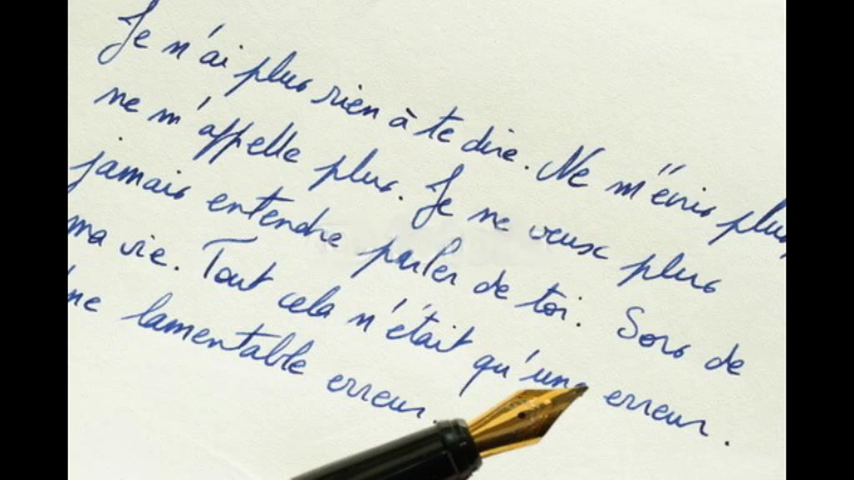 Je n'ai plus rien à te dire. Ne m'écris plus,
ne m'appelle plus. Je ne veux plus
jamais entendre parler de toi. Sors de
ma vie. Tout cela n'était qu'une erreur.
une lamentable erreur.